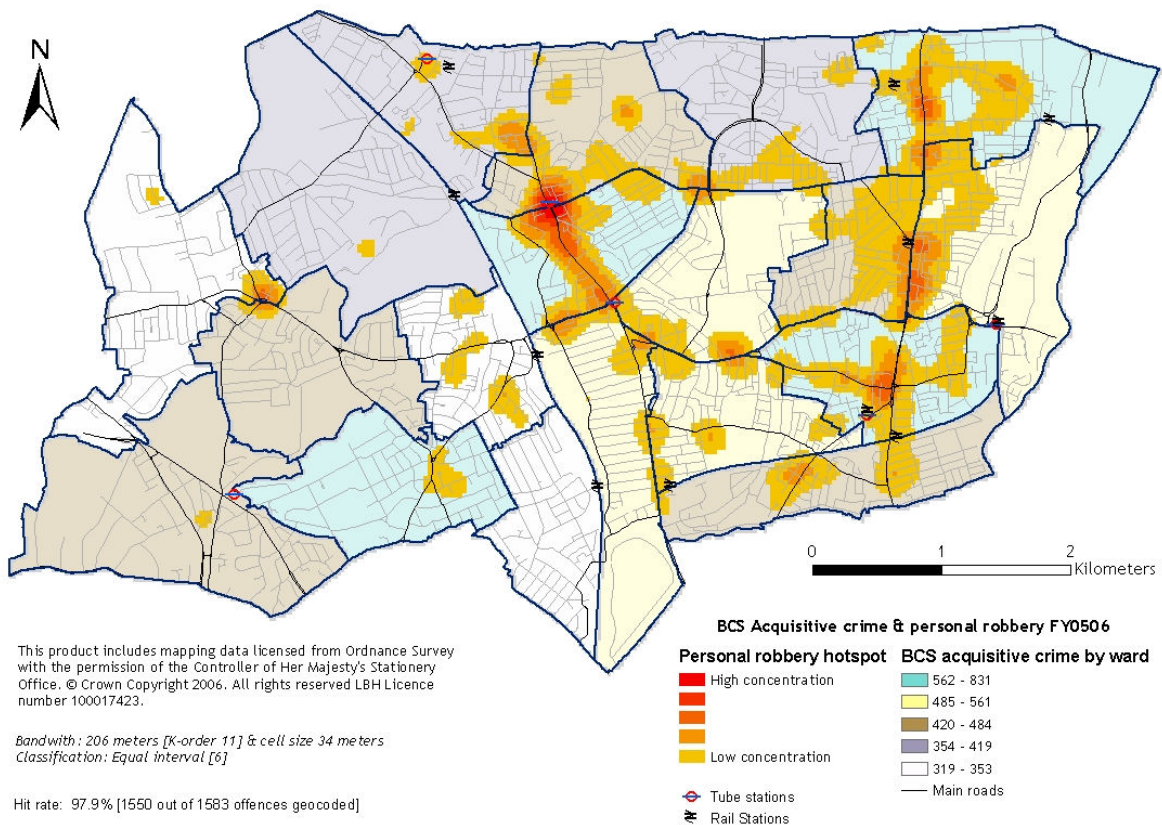 N
0 1 2
Kilometers
BCS Acquisitive crime & personal robbery FY0506
Personal robbery hotspot
High concentration
Low concentration
Tube stations
Rail Stations
BCS acquisitive crime by ward
562 - 831
485 - 561
420 - 484
354 - 419
319 - 353
Main roads
This product includes mapping data licensed from Ordnance Survey
with the permission of the Controller of Her Majesty's Stationery
Office. © Crown Copyright 2006. All rights reserved LBH Licence
number 100017423.
Bandwith: 206 meters [K-order 11] & cell size 34 meters
Classification: Equal interval [6]
Hit rate: 97.9% [1550 out of 1583 offences geocoded]